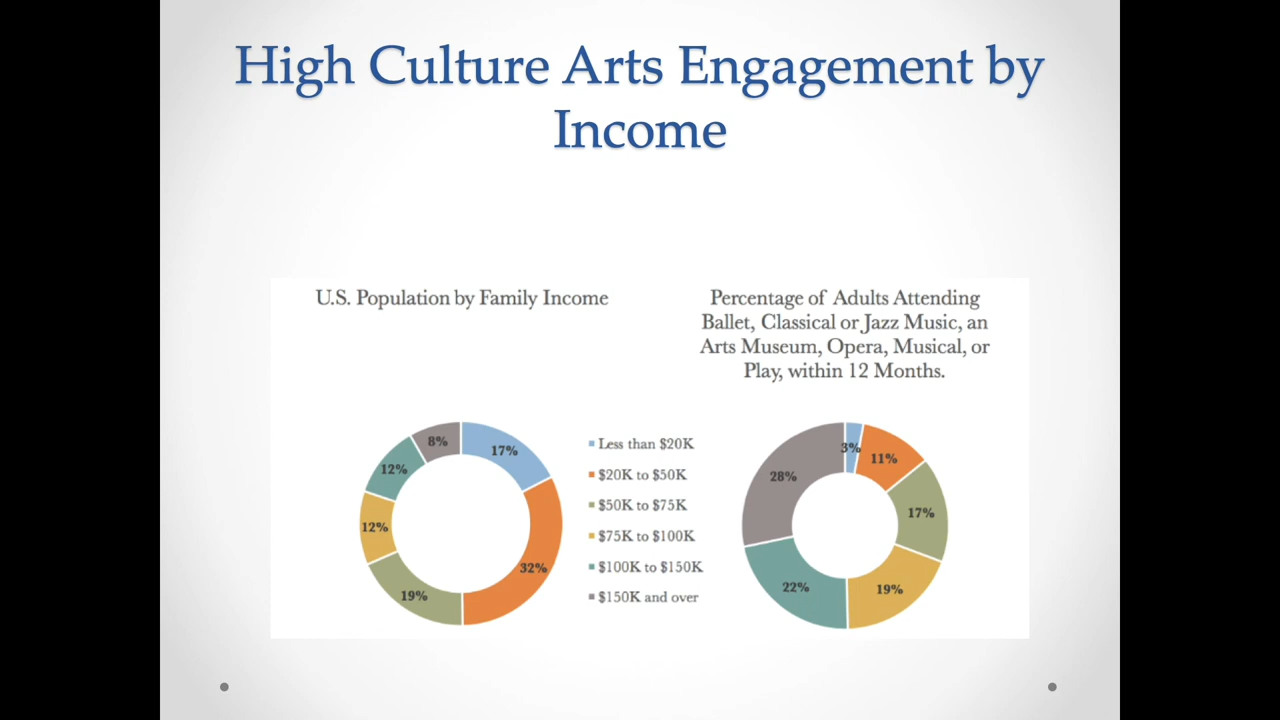 High Culture Arts Engagement by
Income
U.S. Population by Family Income
8%
17%
12%
12%
32%
19%
Less than $20K
$20K to $50K
$50K to $75K
$75K to $100K
$100K to $150K
$150K and over
Percentage of Adults Attending
Ballet, Classical or Jazz Music, an
Arts Museum, Opera, Musical, or
Play, within 12 Months.
3%
11%
28%
17%
22%
19%